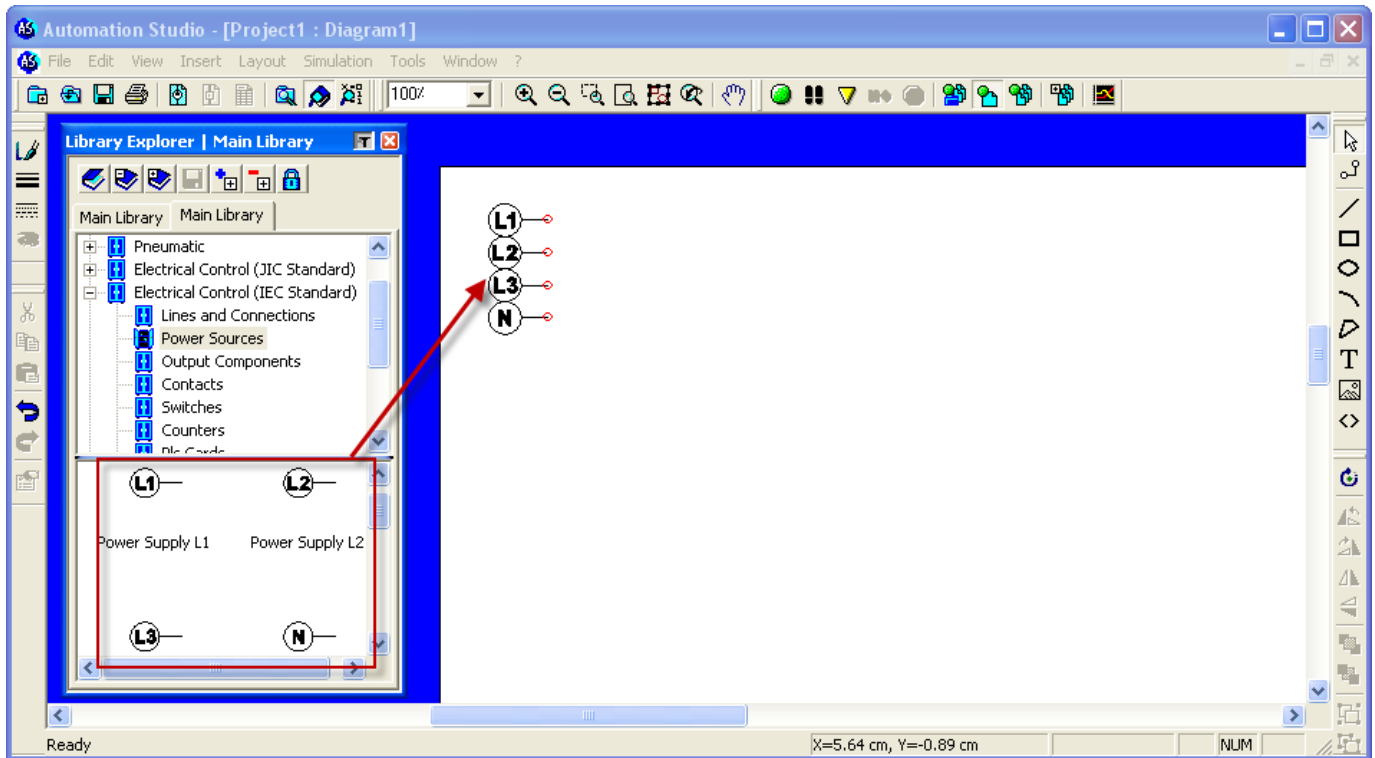 Automation Studio - [Project1 : Diagram1]
File Edit View Insert Layout Simulation Tools Window ?
100%
Library Explorer | Main Library
Main Library Main Library
Pneumatic
Electrical Control (JIC Standard)
Electrical Control (IEC Standard)
Lines and Connections
Power Sources
Output Components
Contacts
Switches
Counters
Plc Cards
L1 L2
Power Supply L1 Power Supply L2
L3 N
L1
L2
L3
N
T
Ready X=5.64 cm, Y=-0.89 cm NUM